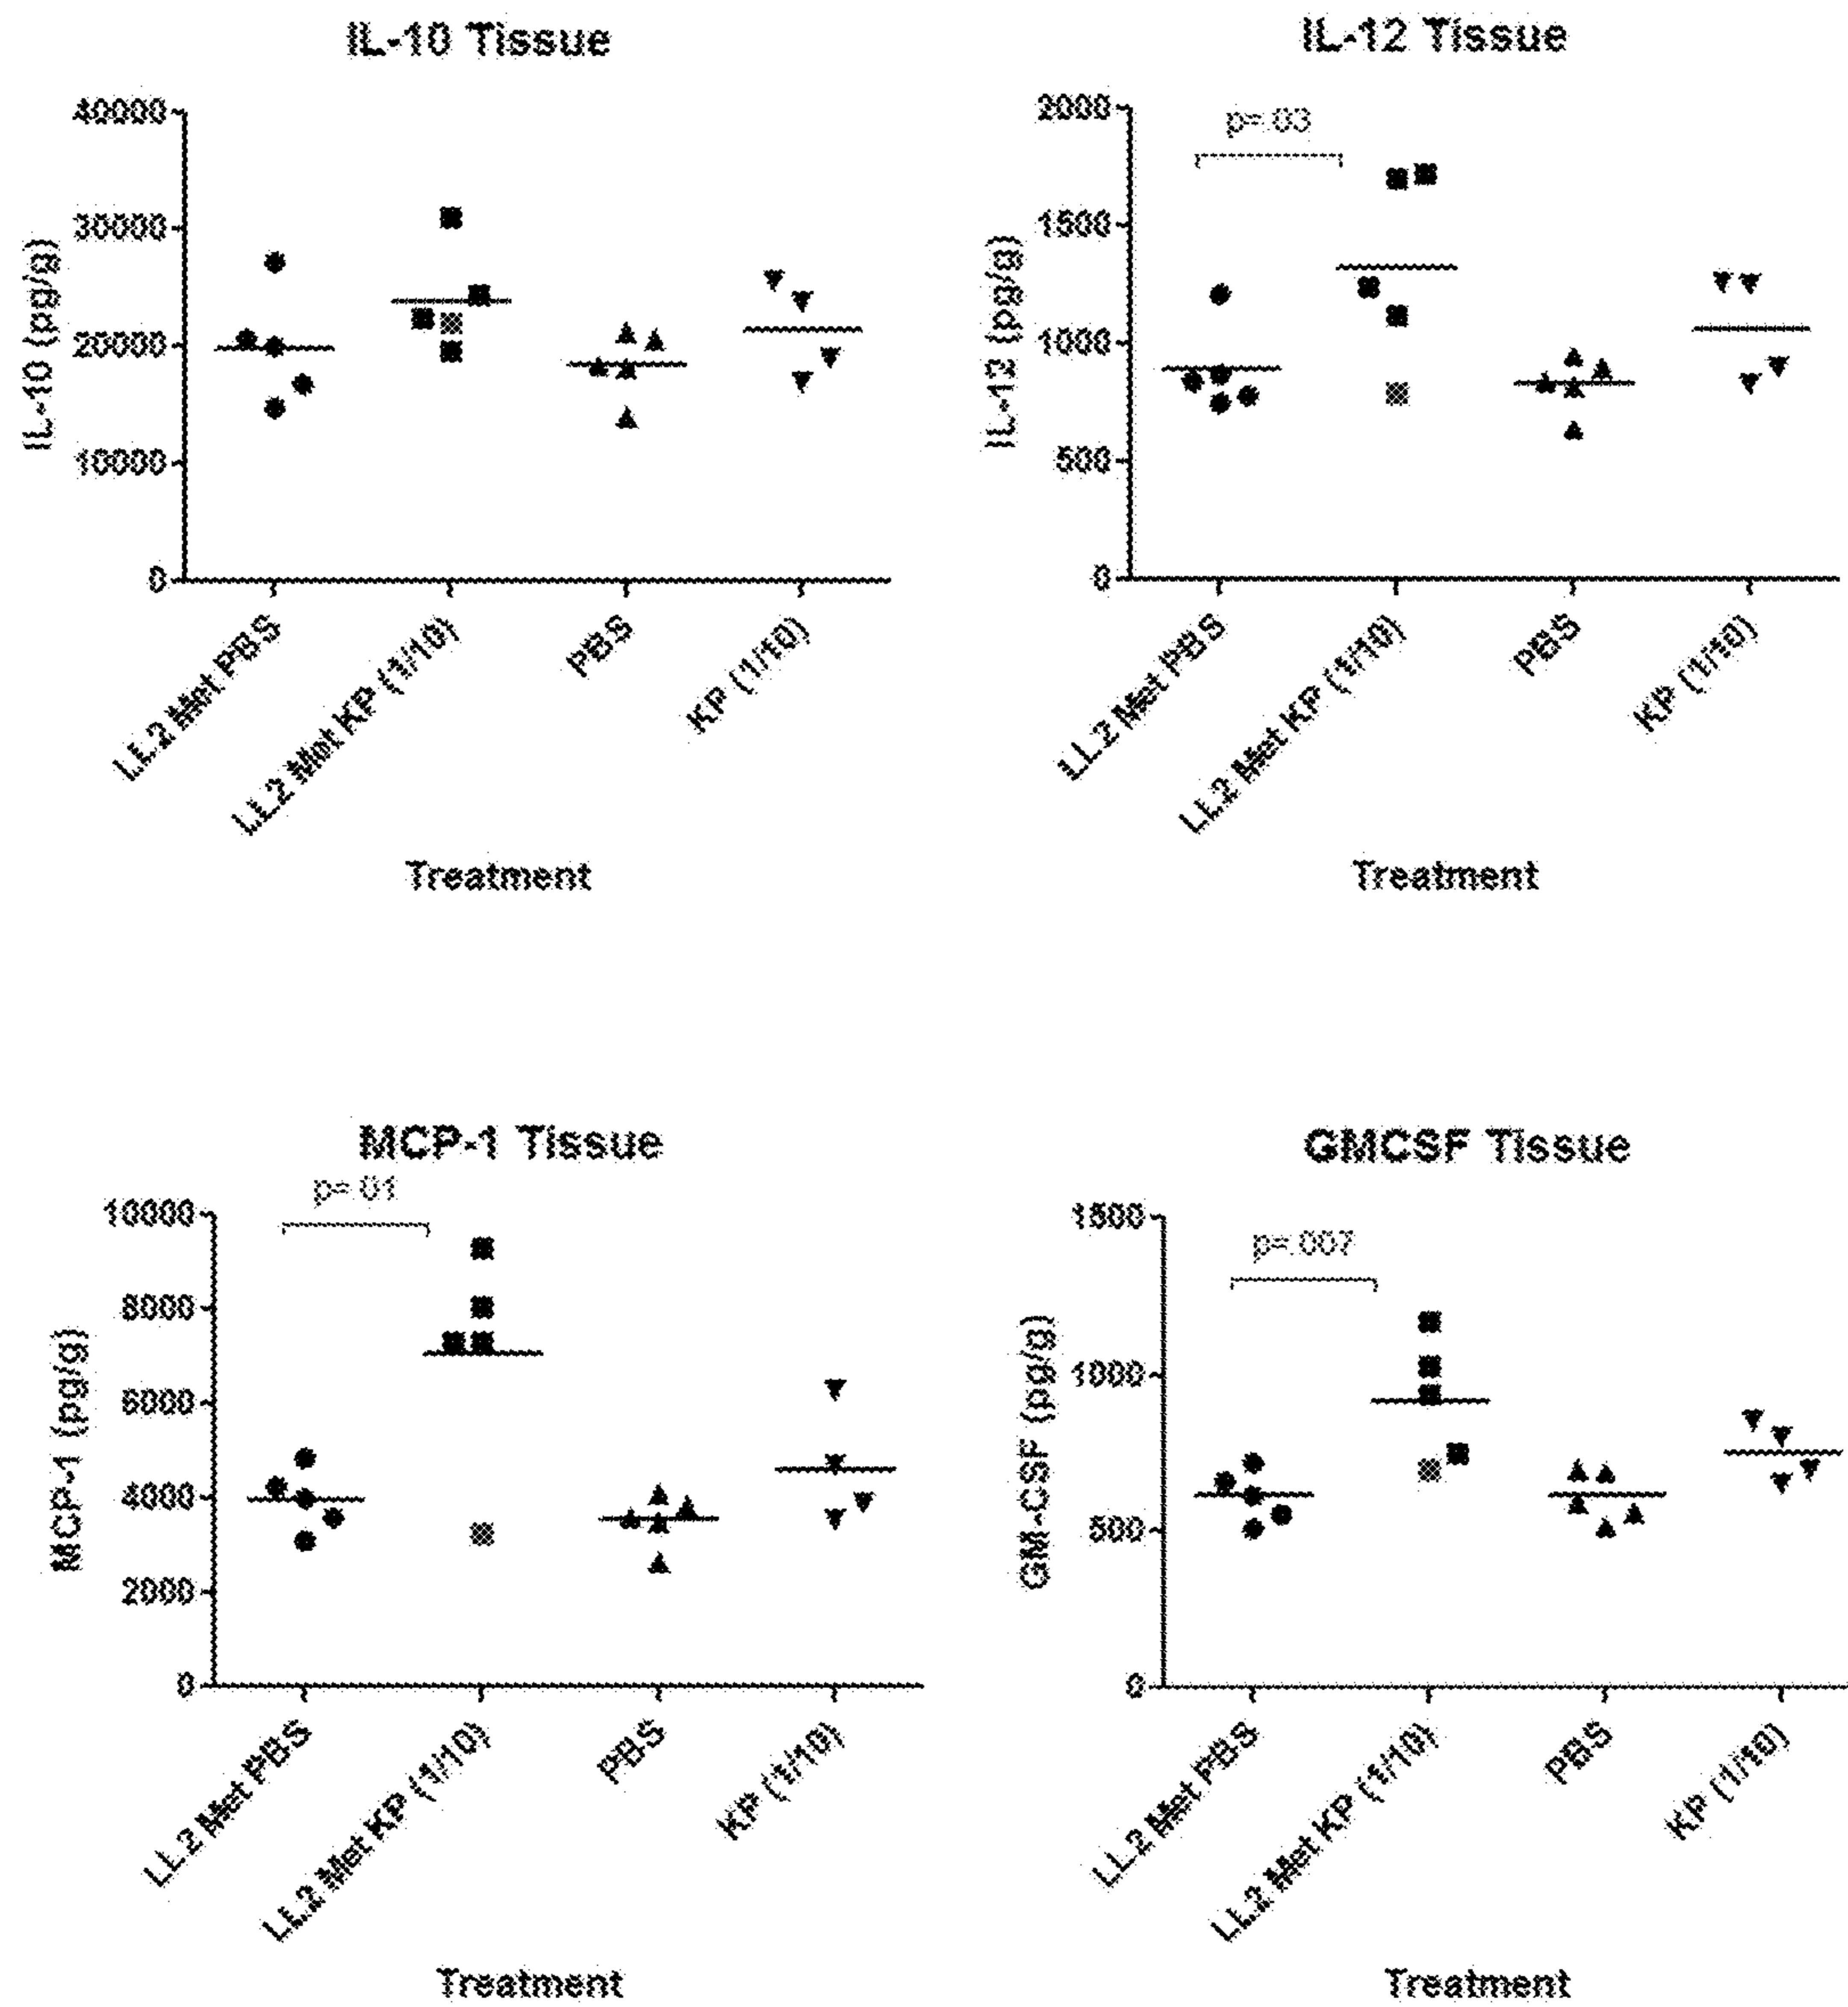 IL-10 Tissue
IL-10 (pg/g)
40000
30000
20000
10000
0
LL2 Met PBS
LL2 Met KP (1/10)
PBS
KP (1/10)
Treatment
IL-12 Tissue
IL-12 (pg/g)
2000
1500
1000
500
0
p=.03
LL2 Met PBS
LL2 Met KP (1/10)
PBS
KP (1/10)
Treatment
MCP-1 Tissue
MCP-1 (pg/g)
10000
8000
6000
4000
2000
0
p=.01
LL2 Met PBS
LL2 Met KP (1/10)
PBS
KP (1/10)
Treatment
GMCSF Tissue
GM-CSF (pg/g)
1500
1000
500
0
p=.007
LL2 Met PBS
LL2 Met KP (1/10)
PBS
KP (1/10)
Treatment